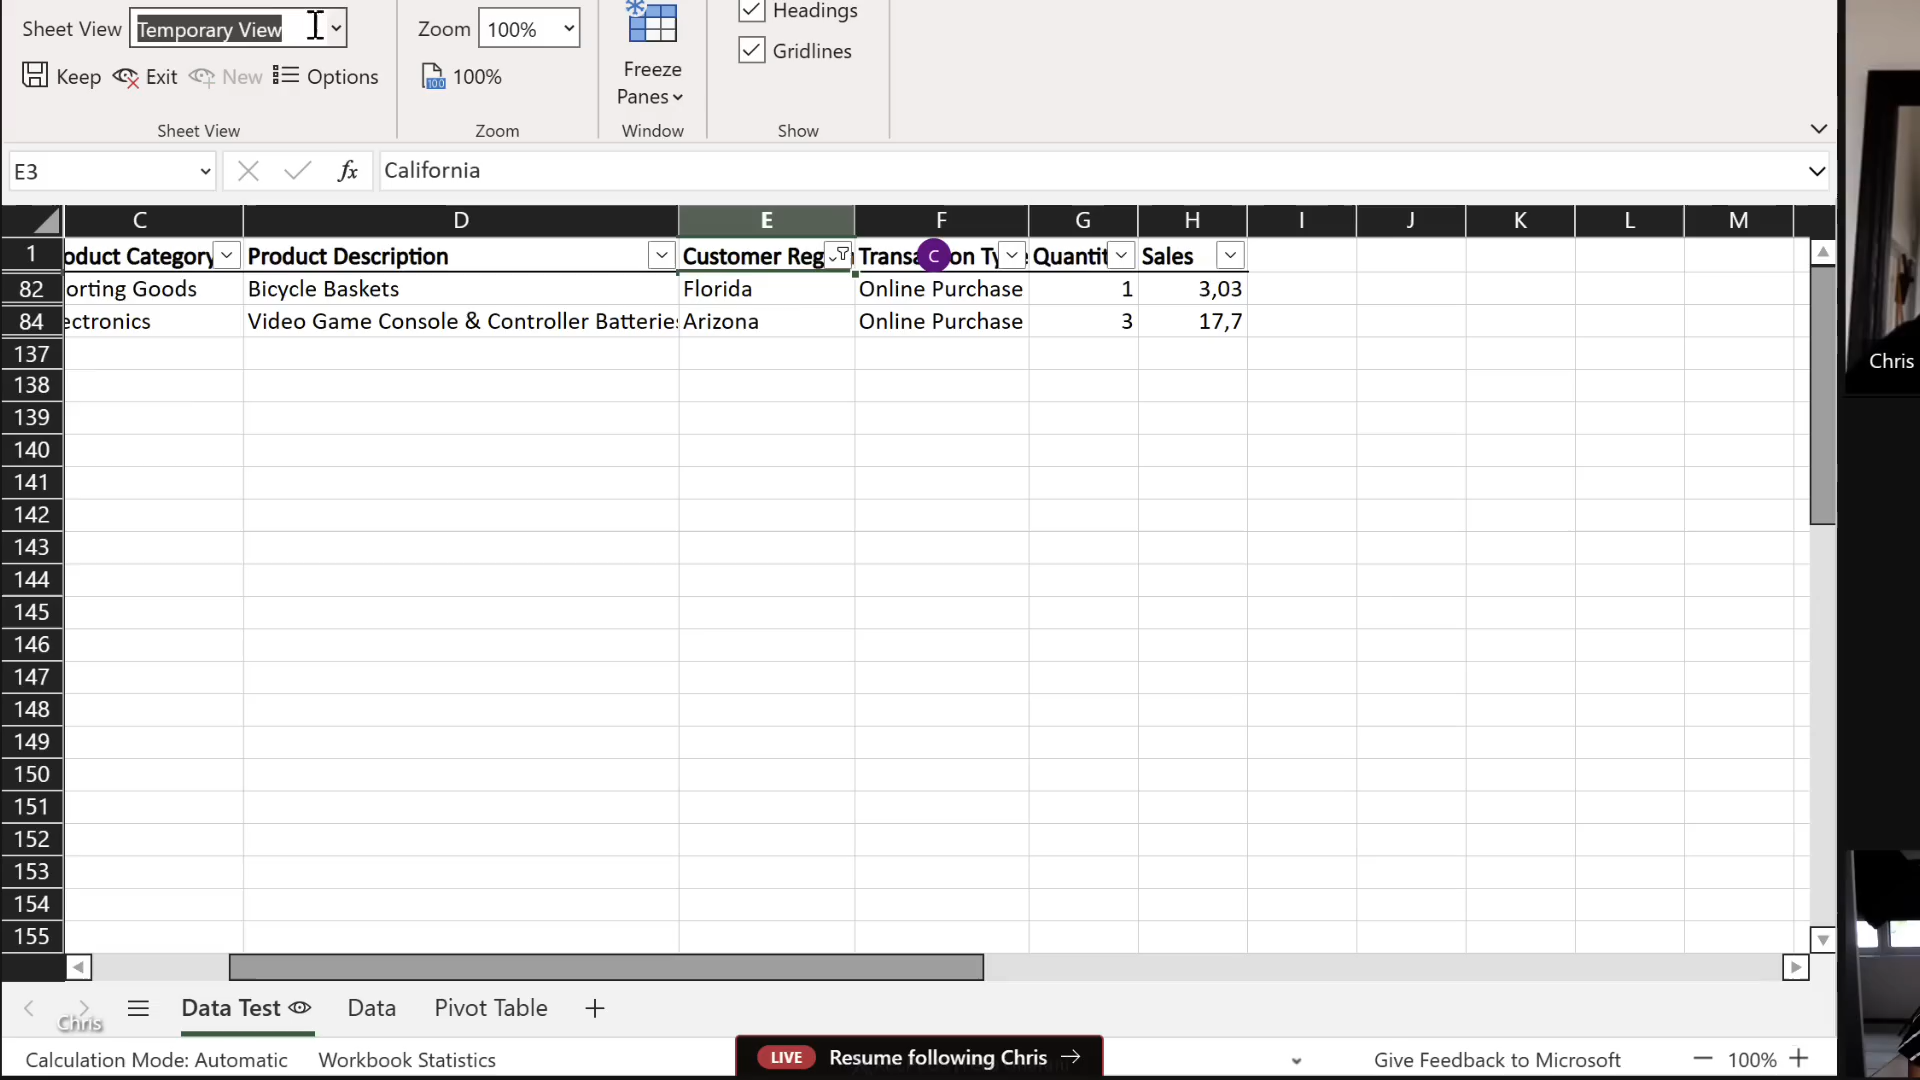 Sheet View Temporary View
Zoom 100%
Headings
Gridlines
Keep Exit New Options
100%
Freeze
Panes
Sheet View Zoom Window Show
E3 fx California
C D E F G H I J K L M
1 oduct Category Product Description Customer Reg Transa C on Ty Quantit Sales
82 orting Goods Bicycle Baskets Florida Online Purchase 1 3,03
84 ectronics Video Game Console & Controller Batteries Arizona Online Purchase 3 17,7
137
138
139
140
141
142
143
144
145
146
147
148
149
150
151
152
153
154
155
Chris
Data Test Data Pivot Table
Chris
Calculation Mode: Automatic Workbook Statistics LIVE Resume following Chris → Give Feedback to Microsoft 100%